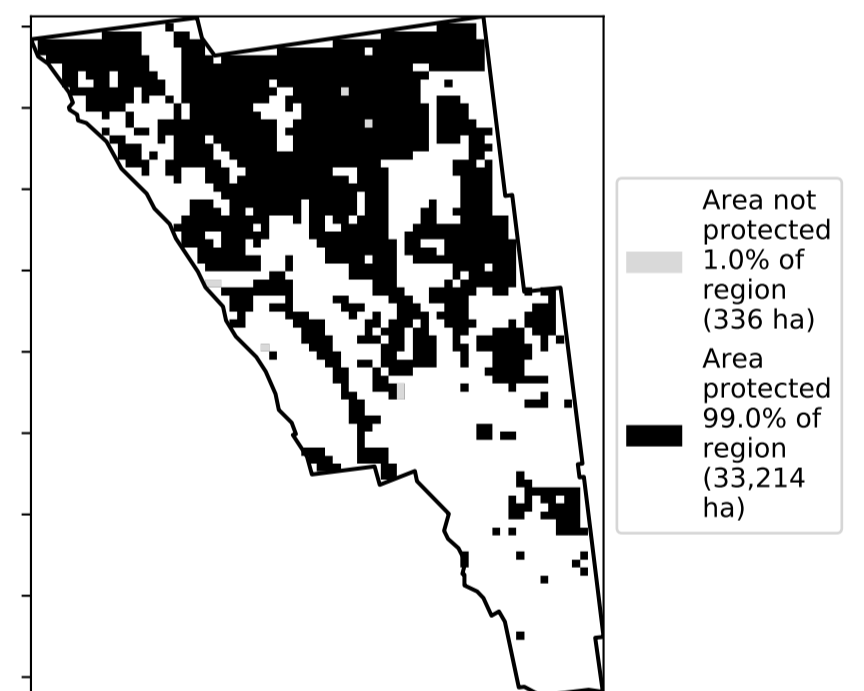 Area not
protected
1.0% of
region
(336 ha)
Area
protected
99.0% of
region
(33,214
ha)